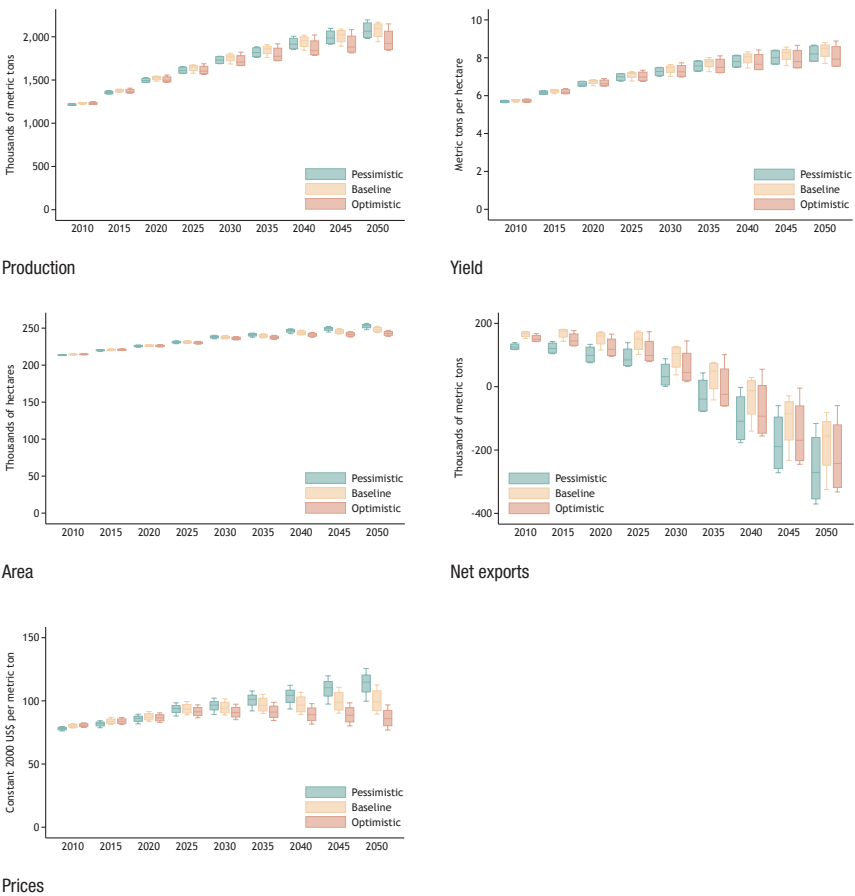 Thousands of metric tons
2,000
1,500
1,000
500
0
Pessimistic
Baseline
Optimistic
2010 2015 2020 2025 2030 2035 2040 2045 2050
Production
Metric tons per hectare
10
8
6
4
2
0
Pessimistic
Baseline
Optimistic
2010 2015 2020 2025 2030 2035 2040 2045 2050
Yield
Thousands of hectares
250
200
150
100
50
0
Pessimistic
Baseline
Optimistic
2010 2015 2020 2025 2030 2035 2040 2045 2050
Area
Thousands of metric tons
200
0
-200
-400
Pessimistic
Baseline
Optimistic
2010 2015 2020 2025 2030 2035 2040 2045 2050
Net exports
Constant 2000 US$ per metric ton
150
100
50
0
Pessimistic
Baseline
Optimistic
2010 2015 2020 2025 2030 2035 2040 2045 2050
Prices